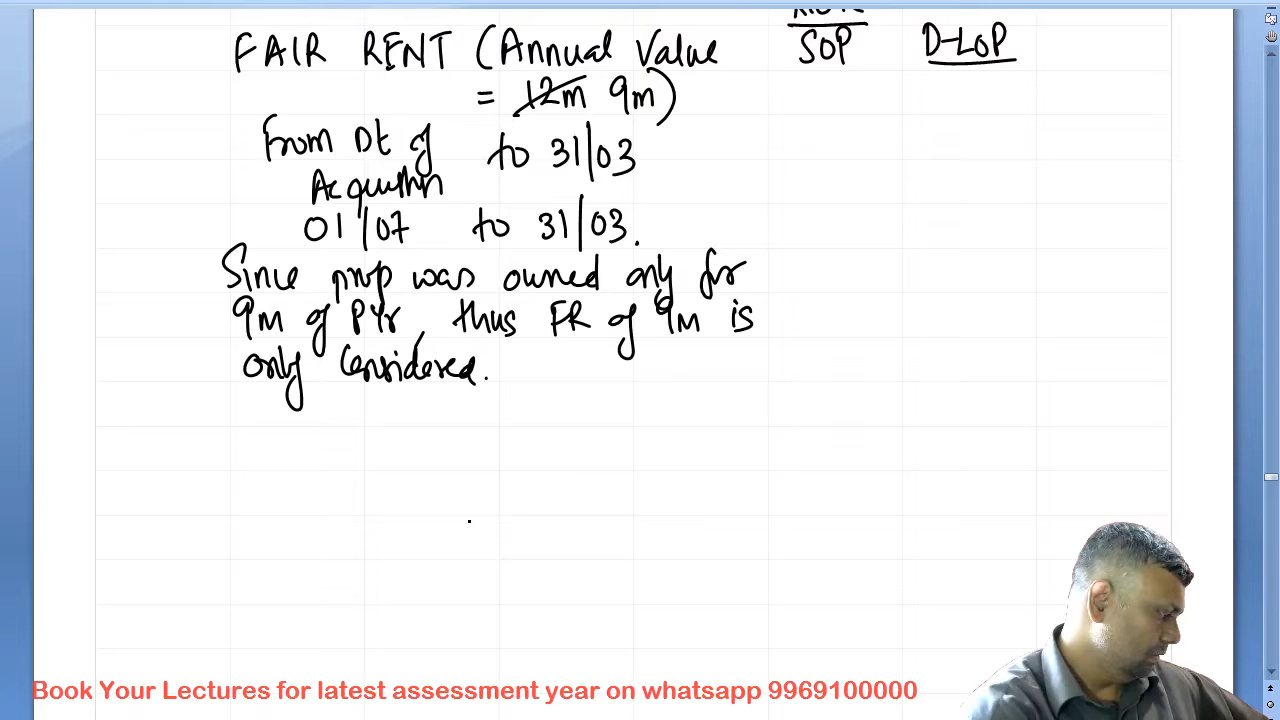 FAIR RENT (Annual Value
= 12m 9m)
SOP D-LOP
From Dt of
Acquisthn to 31/03
01/07 to 31/03.
Since prop was owned only for
9m of PYr, thus FR of 9m is
only Considered.
Book Your Lectures for latest assessment year on whatsapp 9969100000